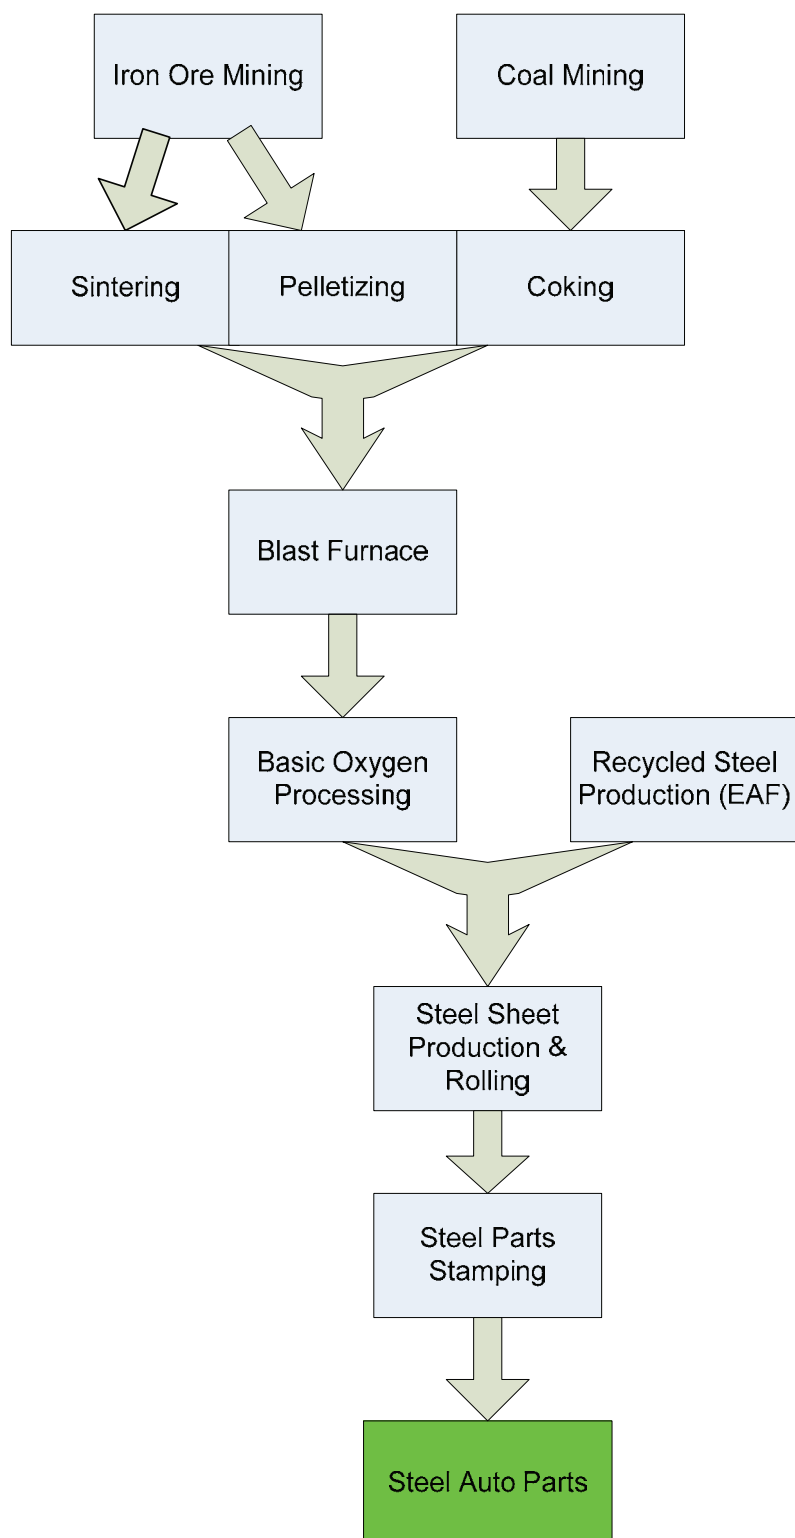 Iron Ore Mining
Coal Mining
Sintering
Pelletizing
Coking
Blast Furnace
Basic Oxygen
Processing
Recycled Steel
Production (EAF)
Steel Sheet
Production &
Rolling
Steel Parts
Stamping
Steel Auto Parts